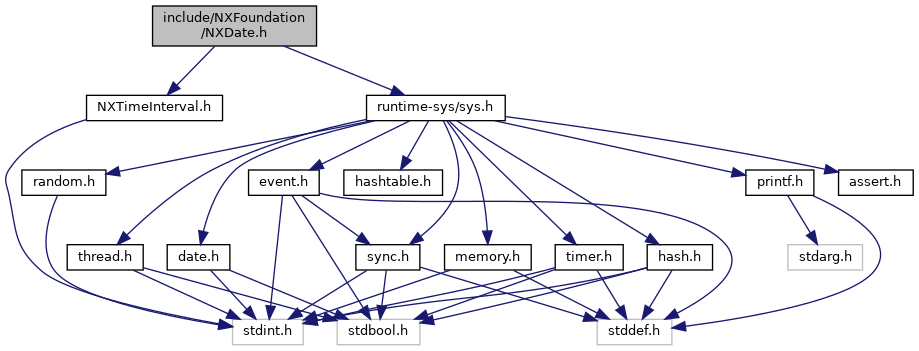 include/NXFoundation
/NXDate.h
NXTimeInterval.h
runtime-sys/sys.h
random.h
event.h
hashtable.h
printf.h
assert.h
thread.h
date.h
sync.h
memory.h
timer.h
hash.h
stdarg.h
stdint.h
stdbool.h
stddef.h